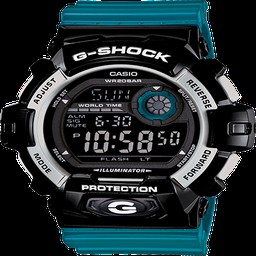 G-SHOCK
CASIO
WR20BAR
ADJUST
REVERSE
SUN
WORLD TIME
ALM SIG
SNZ
6-30
10:58 50
FLASH LT
MODE
FORWARD
ILLUMINATOR
PROTECTION
G